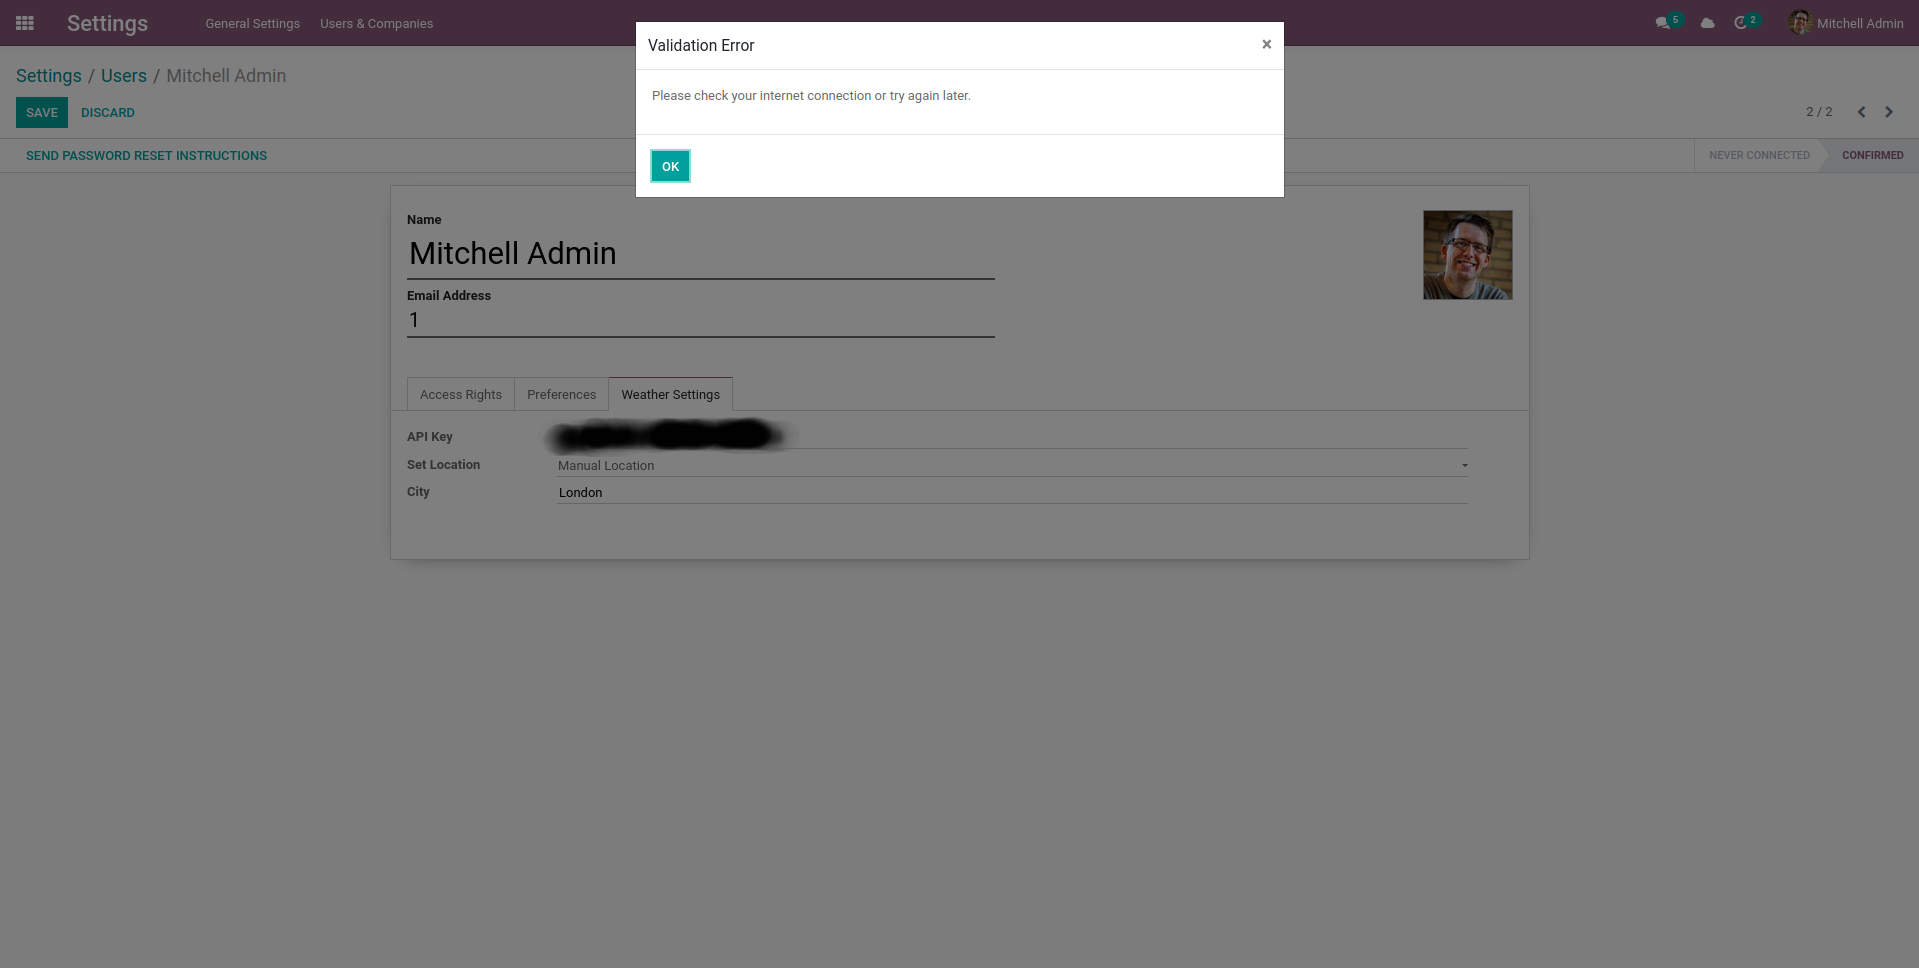 Settings General Settings Users & Companies 5 2 Mitchell Admin
Validation Error ×
Please check your internet connection or try again later.
OK
Settings / Users / Mitchell Admin
SAVE DISCARD 2 / 2
SEND PASSWORD RESET INSTRUCTIONS NEVER CONNECTED CONFIRMED
Name
Mitchell Admin
Email Address
1
Access Rights Preferences Weather Settings
API Key
Set Location Manual Location
City London